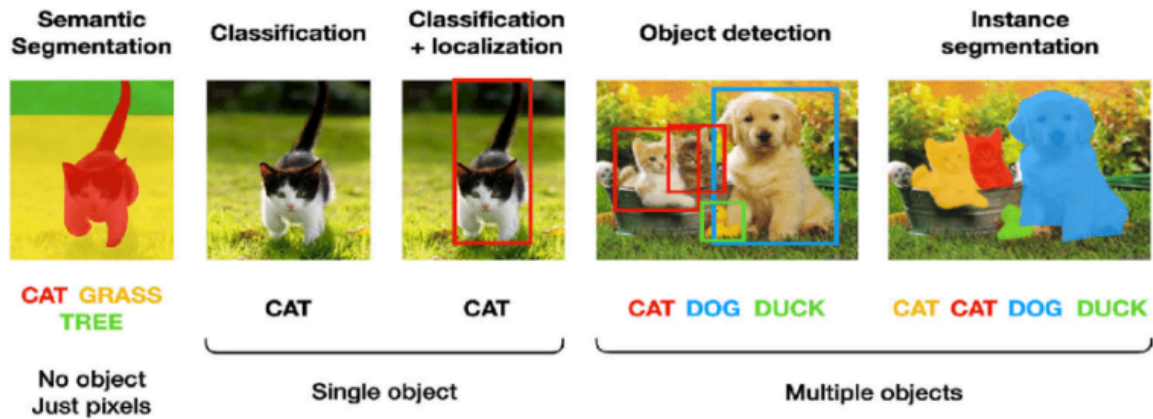 Semantic
Segmentation
Classification
Classification
+ localization
Object detection
Instance
segmentation
CAT GRASS
TREE
CAT
CAT
CAT DOG DUCK
CAT CAT DOG DUCK
No object
Just pixels
Single object
Multiple objects